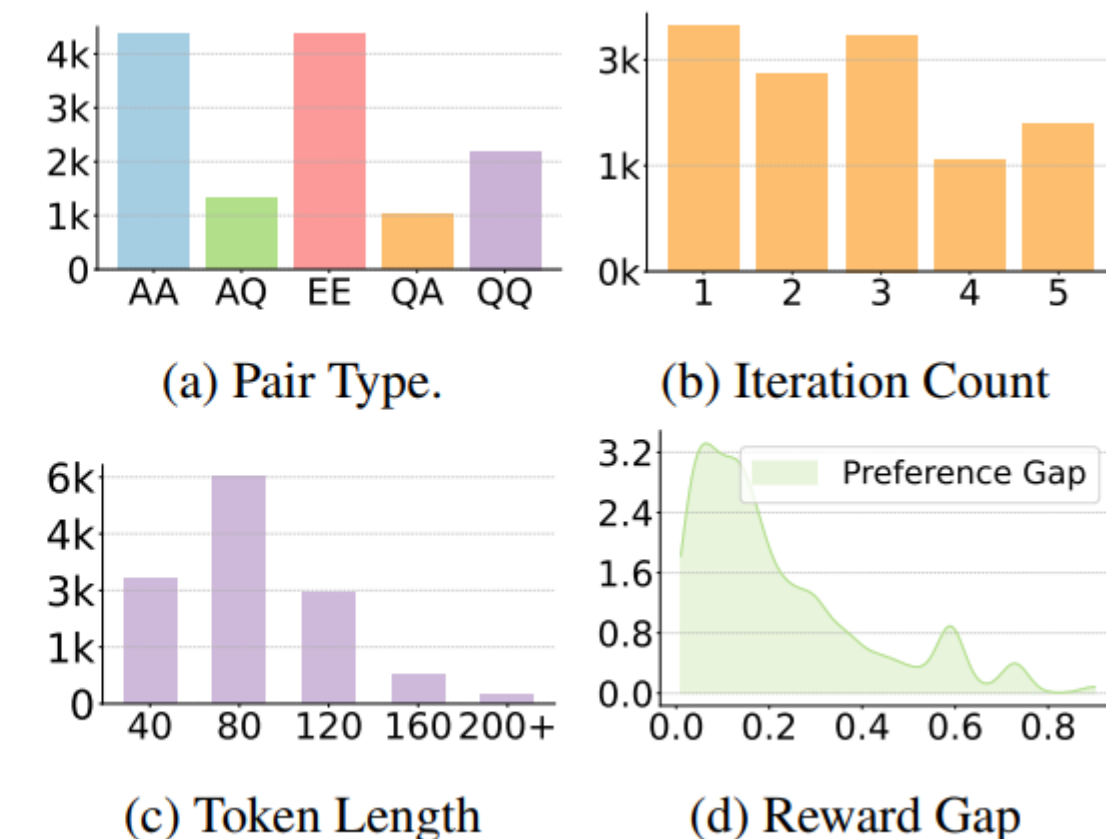 4k
3k
2k
1k
0
AA AQ EE QA QQ
(a) Pair Type.
3k
1k
0k
1 2 3 4 5
(b) Iteration Count
6k
4k
3k
1k
0
40 80 120 160 200+
(c) Token Length
3.2
2.4
1.6
0.8
0.0
0.0 0.2 0.4 0.6 0.8
Preference Gap
(d) Reward Gap